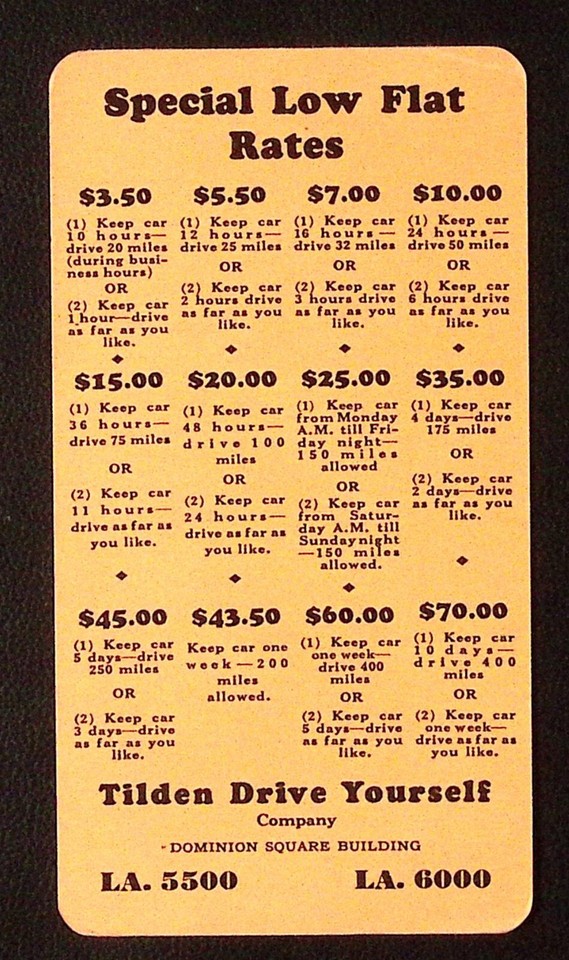 Special Low Flat
Rates
$3.50
(1) Keep car
10 hours—
drive 20 miles
(during busi-
ness hours)
OR
(2) Keep car
1 hour—drive
as far as you
like.
$5.50
(1) Keep car
12 hours—
drive 25 miles
OR
(2) Keep car
2 hours drive
as far as you
like.
$7.00
(1) Keep car
16 hours—
drive 32 miles
OR
(2) Keep car
3 hours drive
as far as you
like.
$10.00
(1) Keep car
24 hours—
drive 50 miles
OR
(2) Keep car
6 hours drive
as far as you
like.
$15.00
(1) Keep car
36 hours—
drive 75 miles
OR
(2) Keep car
11 hours—
drive as far as
you like.
$20.00
(1) Keep car
48 hours—
drive 100
miles
OR
(2) Keep car
24 hours—
drive as far as
you like.
$25.00
(1) Keep car
from Monday
A.M. till Fri-
day night—
150 miles
allowed
OR
(2) Keep car
from Satur-
day A.M. till
Sunday night
—150 miles
allowed.
$35.00
(1) Keep car
4 days—drive
175 miles
OR
(2) Keep car
2 days—drive
as far as you
like.
$45.00
(1) Keep car
5 days—drive
250 miles
OR
(2) Keep car
3 days—drive
as far as you
like.
$43.50
Keep car one
week—200
miles
allowed.
$60.00
(1) Keep car
one week—
drive 400
miles
OR
(2) Keep car
5 days—drive
as far as you
like.
$70.00
(1) Keep car
10 days—
drive 400
miles
OR
(2) Keep car
one week—
drive as far as
you like.
Tilden Drive Yourself
Company
DOMINION SQUARE BUILDING
LA. 5500 LA. 6000